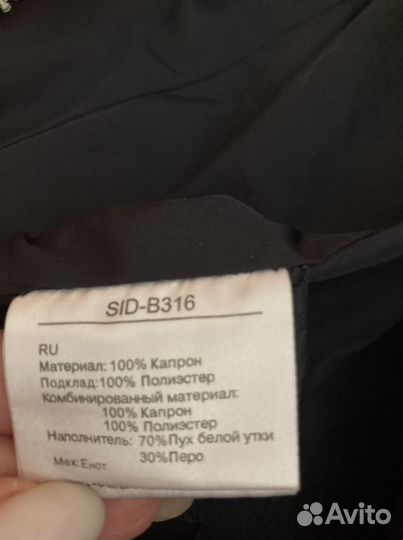 SID-B316
RU
Материал: 100% Капрон
Подклад:100% Полиэстер
Комбинированный материал:
100% Капрон
100% Полиэстер
Наполнитель: 70%Пух белой утки
30%Перо
Мех:Енот
Avito